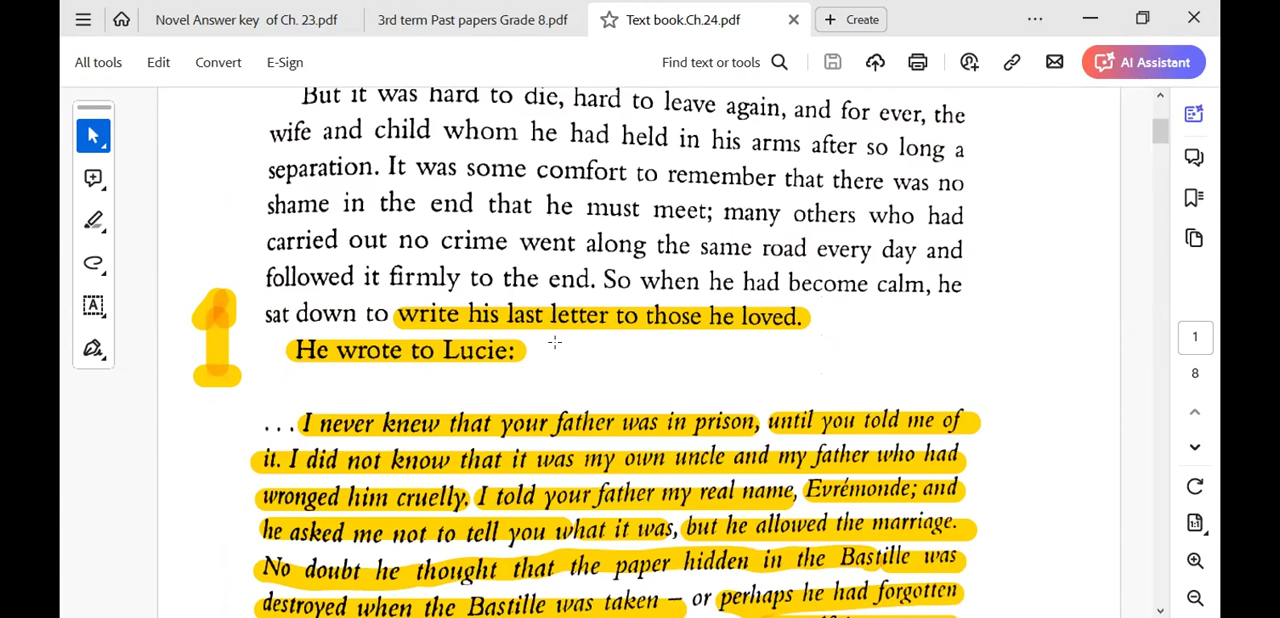 Novel Answer key of Ch. 23.pdf
3rd term Past papers Grade 8.pdf
Text book.Ch.24.pdf
Create
All tools
Edit
Convert
E-Sign
Find text or tools
AI Assistant
But it was hard to die, hard to leave again, and for ever, the
wife and child whom he had held in his arms after so long a
separation. It was some comfort to remember that there was no
shame in the end that he must meet; many others who had
carried out no crime went along the same road every day and
followed it firmly to the end. So when he had become calm, he
sat down to write his last letter to those he loved.
1
He wrote to Lucie:
... I never knew that your father was in prison, until you told me of
it. I did not know that it was my own uncle and my father who had
wronged him cruelly. I told your father my real name, Evrémonde; and
he asked me not to tell you what it was, but he allowed the marriage.
No doubt he thought that the paper hidden in the Bastille was
destroyed when the Bastille was taken – or perhaps he had forgotten
1
8